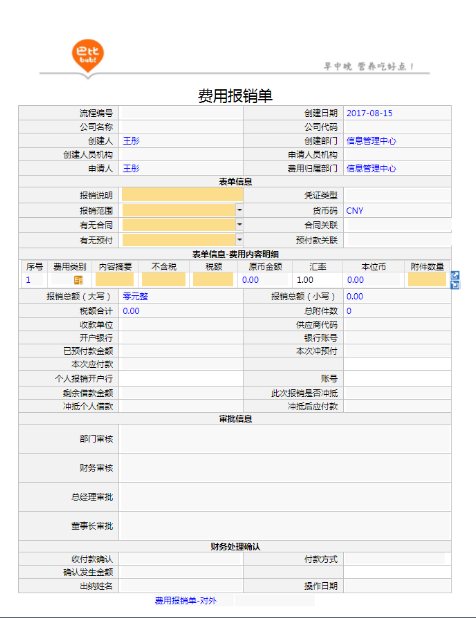 巴比
babi
早中晚 营养吃好点!
费用报销单
流程编号 创建日期 2017-08-15
公司名称 公司代码
创建人 王彤 创建部门 信息管理中心
创建人员机构 申请人员机构
申请人 王彤 费用归属部门 信息管理中心
表单信息
报销说明 凭证类型
报销范围 货币码 CNY
有无合同 合同关联
有无预付 预付款关联
表单信息-费用内容明细
序号 费用类别 内容摘要 不含税 税额 原币金额 汇率 本位币 附件数量
1 0.00 1.00 0.00
报销总额(大写) 零元整 报销总额(小写) 0.00
税额合计 0.00 总附件数 0
收款单位 供应商代码
开户银行 银行账号
已预付款金额 本次冲预付
本次应付款
个人报销开户行 账号
剩余借款金额 此次报销是否冲抵
冲抵个人借款 冲抵后应付款
审批信息
部门审核
财务审核
总经理审批
董事长审批
财务处理确认
收付款确认 付款方式
确认发生金额
出纳姓名 操作日期
费用报销单-对外